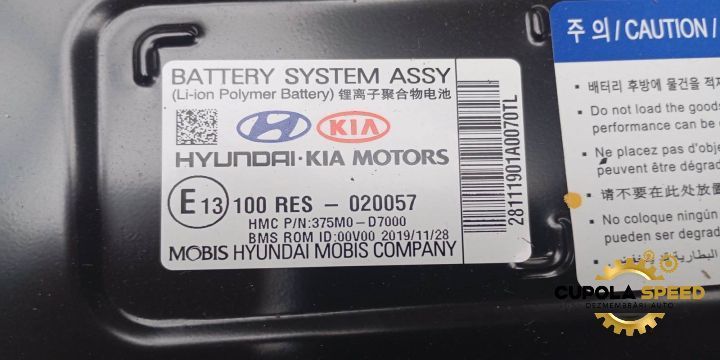 BATTERY SYSTEM ASSY
(Li-ion Polymer Battery) 锂离子聚合物电池
KIA
HYUNDAI·KIA MOTORS
E13 100 RES - 020057
HMC P/N:375M0-D7000
BMS ROM ID:00V00 2019/11/28
MOBIS HYUNDAI MOBIS COMPANY
28111901A0070TL
주 의/CAUTION /
- 배터리 후방에 물건을 적재
- Do not load the goods
performance can be
- Ne placez pas d'obje
peuvent être dégrad
- 请不要在此处放
- No coloque ningún
pueden ser degradad
CUPOLA SPEED
DEZMEMBRĂRI AUTO